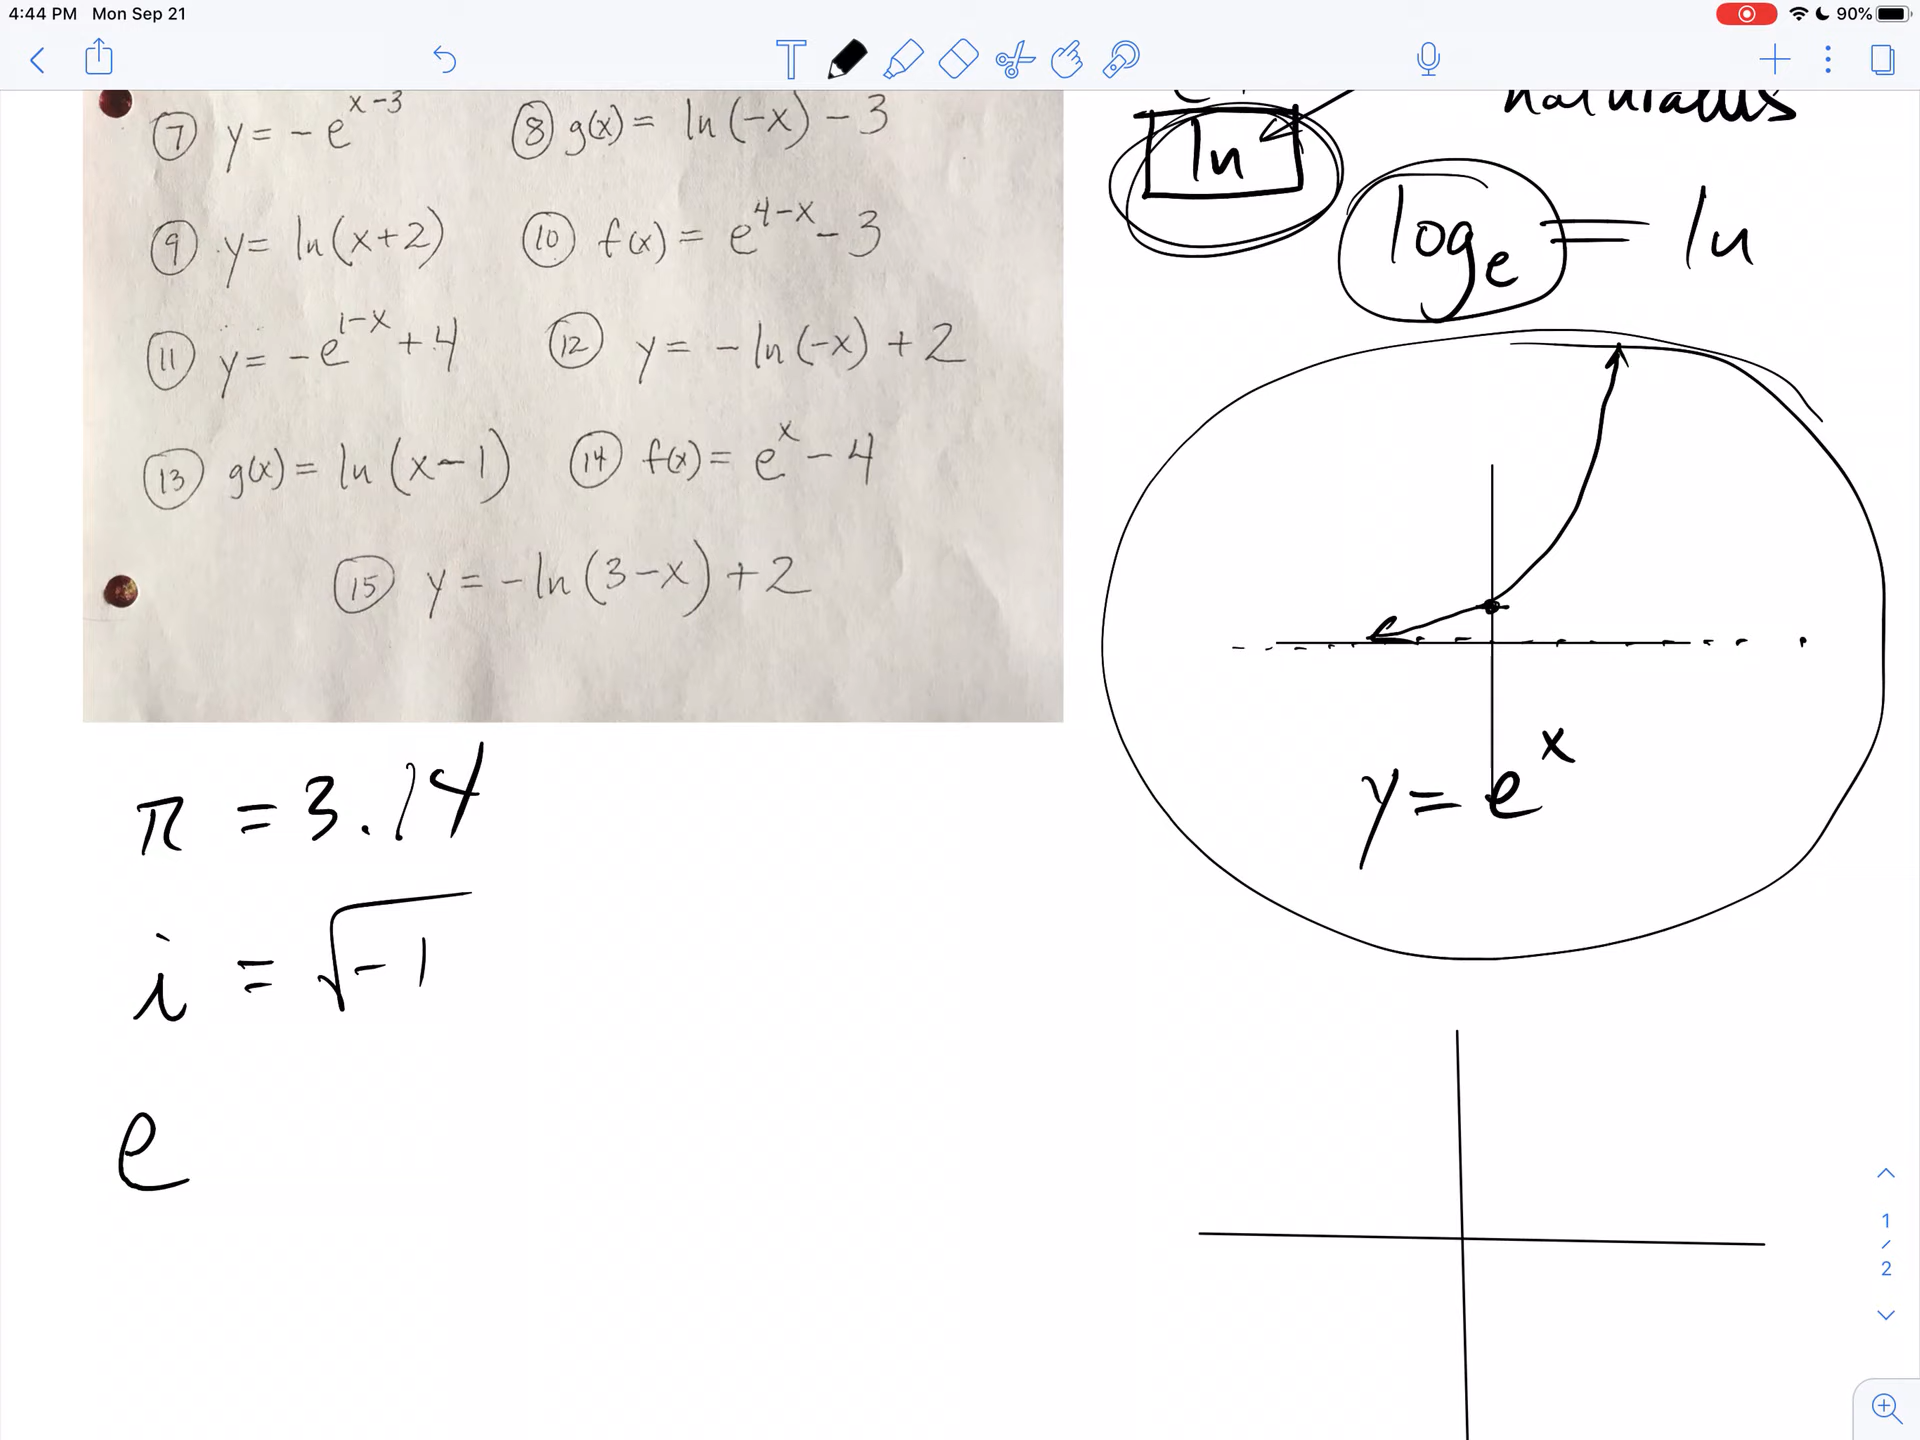 4:44 PM Mon Sep 21
90%
T
⑦ y = -e^{x-3} ⑧ g(x) = ln(-x) - 3
⑨ y = ln(x+2) ⑩ f(x) = e^{4-x} - 3
⑪ y = -e^{1-x} + 4 ⑫ y = -ln(-x) + 2
⑬ g(x) = ln(x-1) ⑭ f(x) = e^x - 4
⑮ y = -ln(3-x) + 2
naturalis
ln
log_e = ln
y = e^x
π = 3.14
i = √-1
e
1
/
2